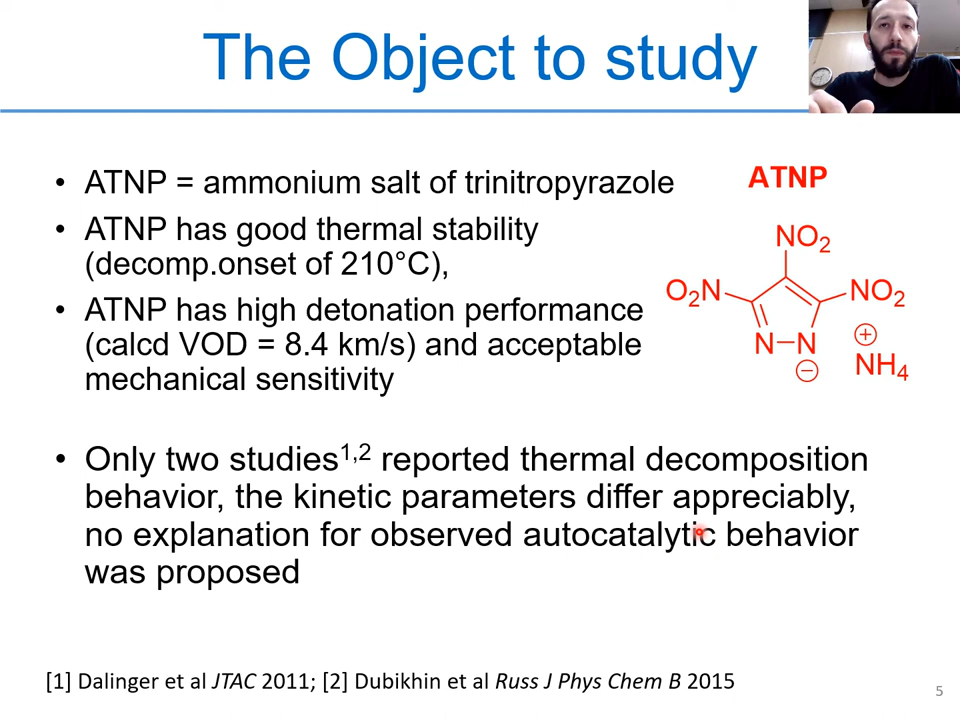 The Object to study
• ATNP = ammonium salt of trinitropyrazole
• ATNP has good thermal stability
(decomp.onset of 210°C),
• ATNP has high detonation performance
(calcd VOD = 8.4 km/s) and acceptable
mechanical sensitivity
ATNP
NO₂
O₂N
NO₂
N–N
⊕
⊖
NH₄
• Only two studies¹,² reported thermal decomposition
behavior, the kinetic parameters differ appreciably,
no explanation for observed autocatalytic behavior
was proposed
[1] Dalinger et al JTAC 2011; [2] Dubikhin et al Russ J Phys Chem B 2015
5